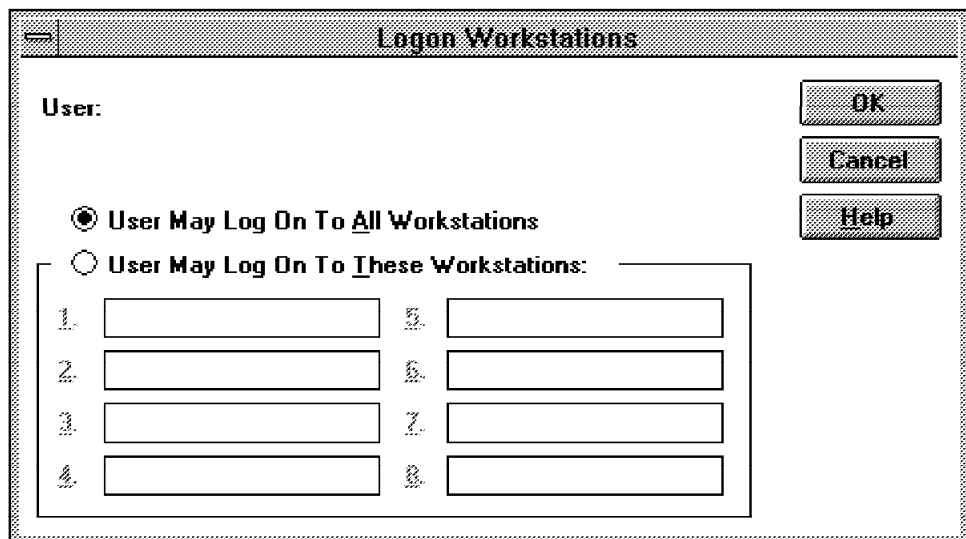 Logon Workstations
User:
OK
Cancel
Help
User May Log On To All Workstations
User May Log On To These Workstations:
1.
5.
2.
6.
3.
7.
4.
8.